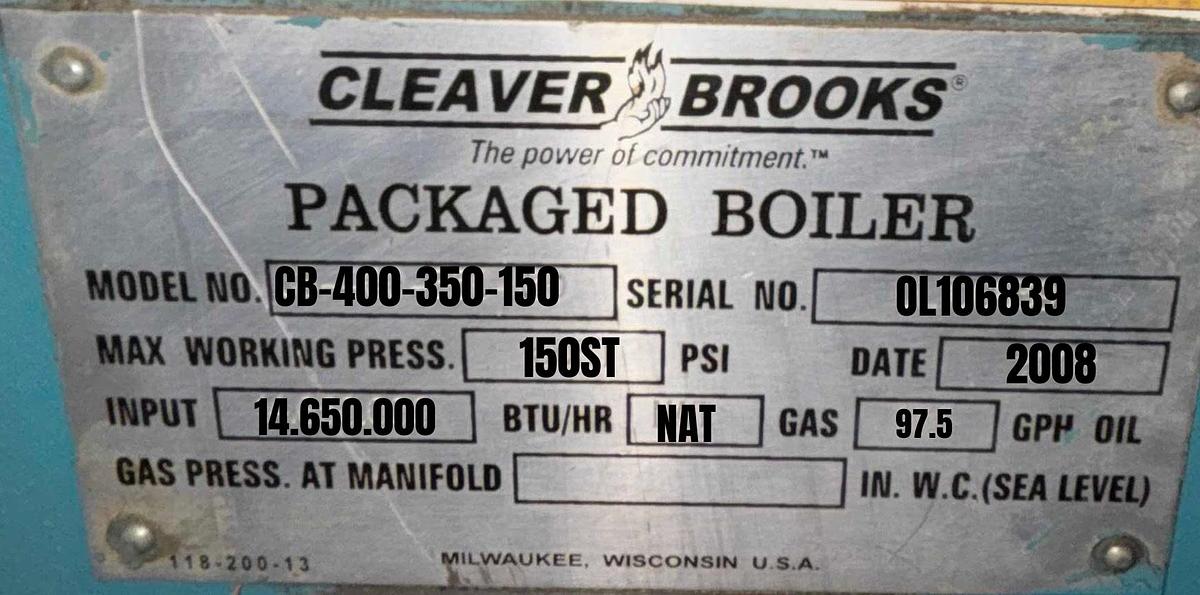 CLEAVER BROOKS®
The power of commitment.™
PACKAGED BOILER
MODEL NO. CB-400-350-150 SERIAL NO. 0L106839
MAX WORKING PRESS. 150ST PSI DATE 2008
INPUT 14.650.000 BTU/HR NAT GAS 97.5 GPH OIL
GAS PRESS. AT MANIFOLD IN. W.C.(SEA LEVEL)
118-200-13 MILWAUKEE, WISCONSIN U.S.A.